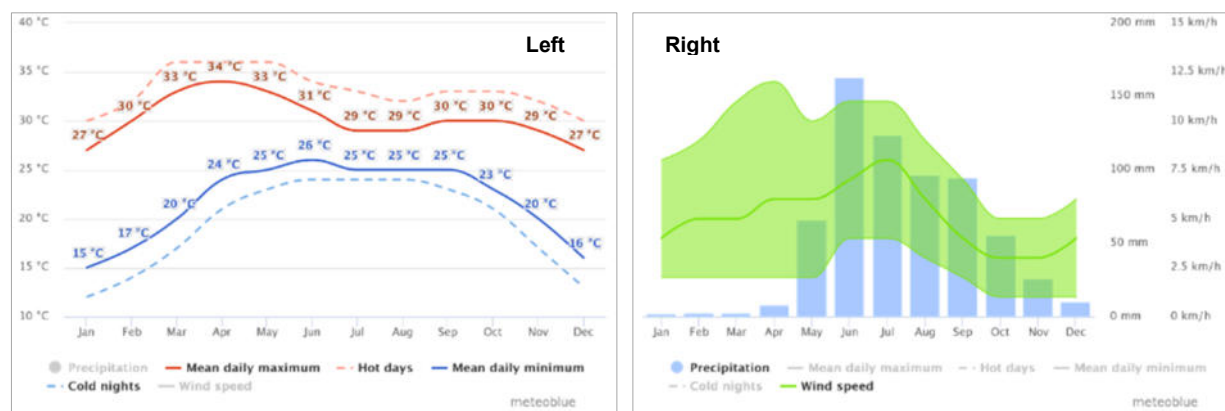 Left
40 °C
35 °C
30 °C
25 °C
20 °C
15 °C
10 °C
27 °C
30 °C
33 °C
34 °C
33 °C
31 °C
29 °C
29 °C
30 °C
30 °C
29 °C
27 °C
15 °C
17 °C
20 °C
24 °C
25 °C
26 °C
25 °C
25 °C
25 °C
23 °C
20 °C
16 °C
Jan Feb Mar Apr May Jun Jul Aug Sep Oct Nov Dec
Precipitation Mean daily maximum Hot days Mean daily minimum
Cold nights Wind speed
meteoblue
Right
200 mm 15 km/h
12.5 km/h
150 mm
10 km/h
100 mm 7.5 km/h
5 km/h
50 mm
2.5 km/h
0 mm 0 km/h
Jan Feb Mar Apr May Jun Jul Aug Sep Oct Nov Dec
Precipitation Mean daily maximum Hot days Mean daily minimum
Cold nights Wind speed
meteoblue